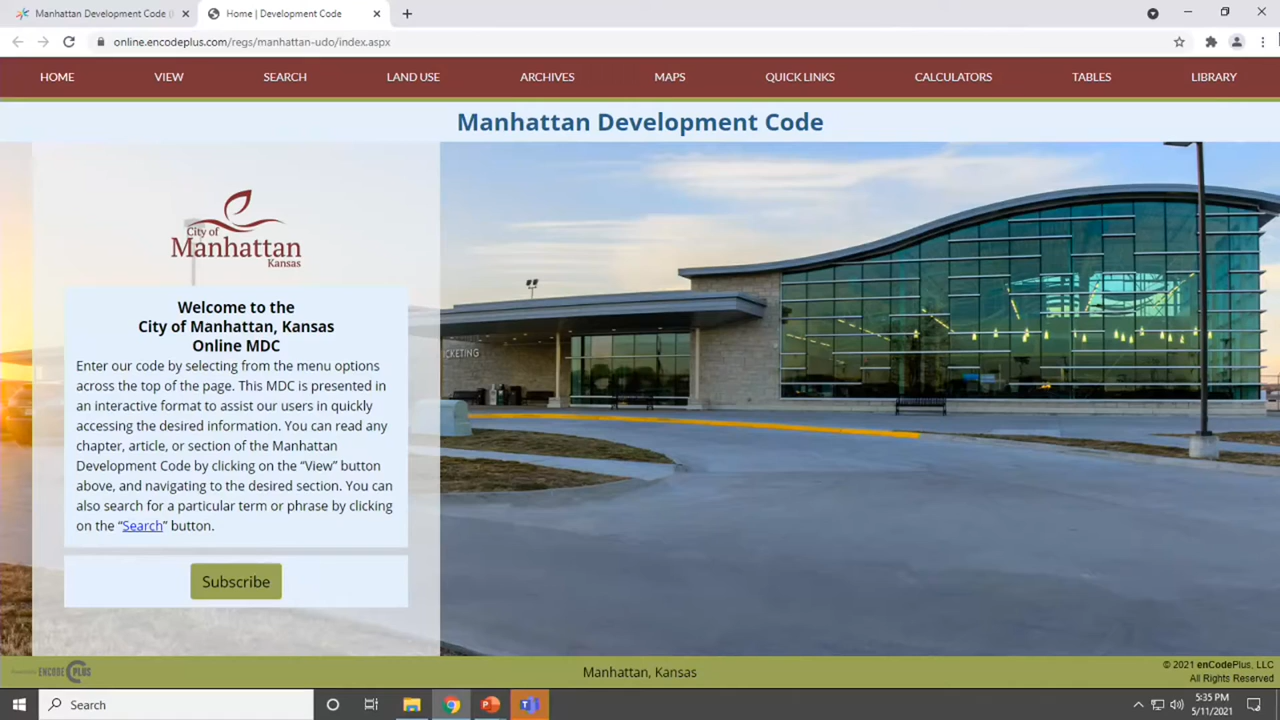 Manhattan Development Code (
Home | Development Code
online.encodeplus.com/regs/manhattan-udo/index.aspx
HOME VIEW SEARCH LAND USE ARCHIVES MAPS QUICK LINKS CALCULATORS TABLES LIBRARY
Manhattan Development Code
City of
Manhattan
Kansas
Welcome to the
City of Manhattan, Kansas
Online MDC
Enter our code by selecting from the menu options
across the top of the page. This MDC is presented in
an interactive format to assist our users in quickly
accessing the desired information. You can read any
chapter, article, or section of the Manhattan
Development Code by clicking on the “View” button
above, and navigating to the desired section. You can
also search for a particular term or phrase by clicking
on the “Search” button.
Subscribe
ICKETING
ENCODE PLUS
Manhattan, Kansas
© 2021 enCodePlus, LLC
All Rights Reserved
Search
5:35 PM
5/11/2021